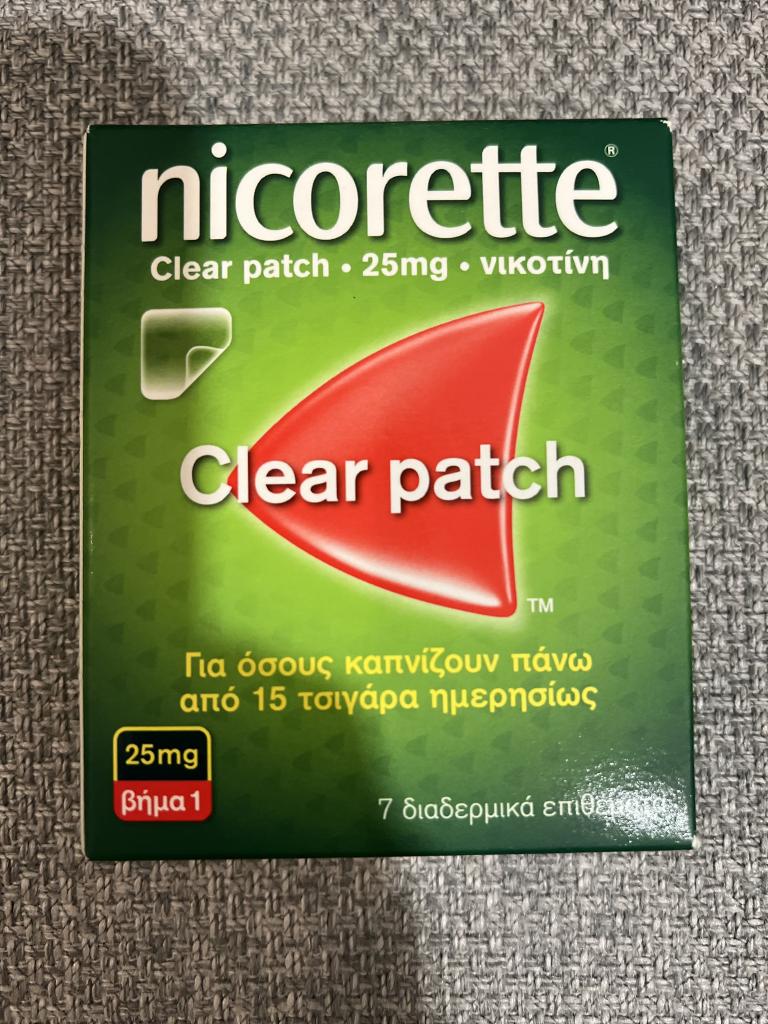 nicorette®
Clear patch • 25mg • νικοτίνη
Clear patch
TM
Για όσους καπνίζουν πάνω
από 15 τσιγάρα ημερησίως
25mg
βήμα 1
7 διαδερμικά επιθέματα